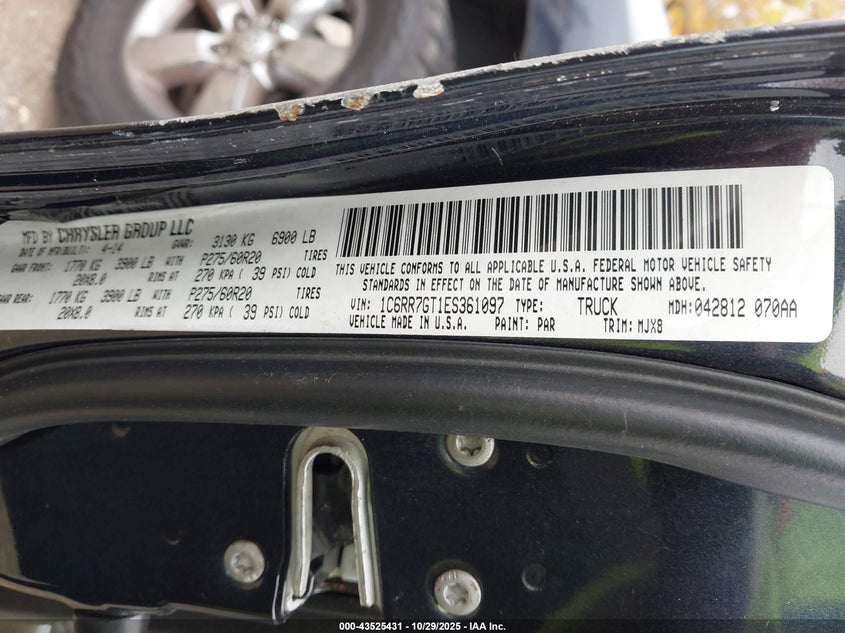 MFD BY CHRYSLER GROUP LLC
DATE OF MFR(BUILT): 4-14 GVWR: 3130 KG 6900 LB
GAWR FRONT: 1770 KG 3900 LB P275/60R20 TIRES
20X8.0 RIMS AT 270 KPA ( 39 PSI) COLD
GAWR REAR: 1770 KG 3900 LB P275/60R20 TIRES
20X8.0 RIMS AT 270 KPA ( 39 PSI) COLD
THIS VEHICLE CONFORMS TO ALL APPLICABLE U.S.A. FEDERAL MOTOR VEHICLE SAFETY
STANDARDS IN EFFECT ON THE DATE OF MANUFACTURE SHOWN ABOVE.
VIN: 1C6RR7GT1ES361097 TYPE: TRUCK MDH:042812 070AA
VEHICLE MADE IN U.S.A. PAINT: PAR TRIM: MJX8
000-43525431 - 10/29/2025 - IAA Inc.